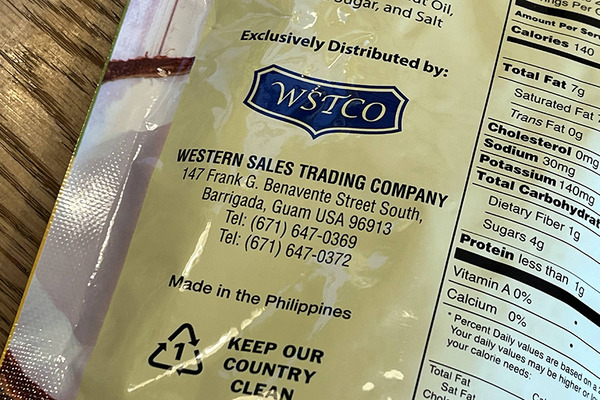 ut Oil,
ugar, and Salt
Exclusively Distributed by:
WSTCO
WESTERN SALES TRADING COMPANY
147 Frank G. Benavente Street South,
Barrigada, Guam USA 96913
Tel: (671) 647-0369
Tel: (671) 647-0372
Made in the Philippines
1
KEEP OUR
COUNTRY
CLEAN
Servings Per C
Amount Per Serv
Calories 140
Total Fat 7g
Saturated Fat
Trans Fat 0g
Cholesterol 0mg
Sodium 30mg
Potassium 140mg
Total Carbohydrat
Dietary Fiber 1g
Sugars 4g
Protein less than 1g
Vitamin A 0%
Calcium 0% •
* Percent Daily values are based on a 2
Your daily values may be higher or lo
your calorie needs:
Total Fat
Sat Fat